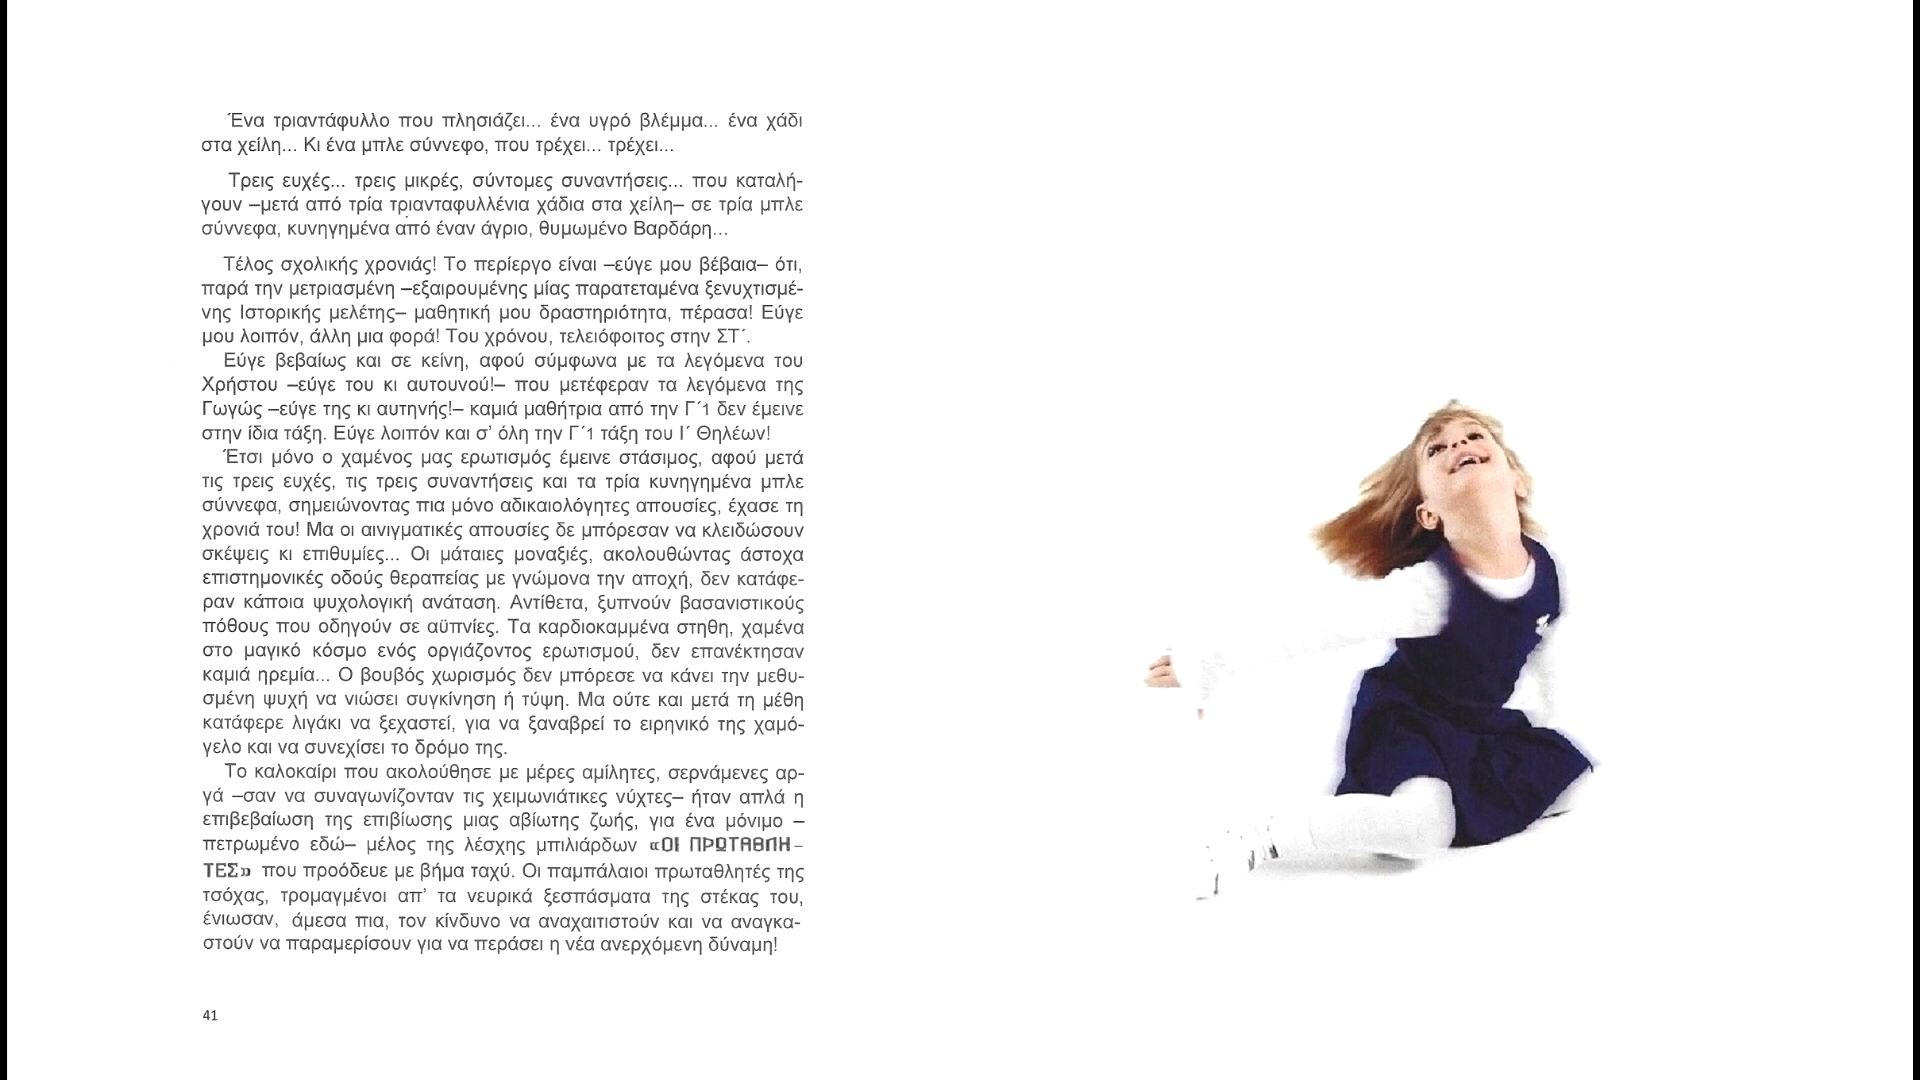 Ένα τριαντάφυλλο που πλησιάζει... ένα υγρό βλέμμα... ένα χάδι
στα χείλη... Κι ένα μπλε σύννεφο, που τρέχει... τρέχει...
Τρεις ευχές... τρεις μικρές, σύντομες συναντήσεις... που καταλή-
γουν –μετά από τρία τριανταφυλλένια χάδια στα χείλη– σε τρία μπλε
σύννεφα, κυνηγημένα από έναν άγριο, θυμωμένο Βαρδάρη...
Τέλος σχολικής χρονιάς! Το περίεργο είναι –εύγε μου βέβαια– ότι,
παρά την μετριασμένη –εξαιρουμένης μίας παρατεταμένα ξενυχτισμέ-
νης Ιστορικής μελέτης– μαθητική μου δραστηριότητα, πέρασα! Εύγε
μου λοιπόν, άλλη μια φορά! Του χρόνου, τελειόφοιτος στην ΣΤ΄.
Εύγε βεβαίως και σε κείνη, αφού σύμφωνα με τα λεγόμενα του
Χρήστου –εύγε του κι αυτουνού!– που μετέφεραν τα λεγόμενα της
Γωγώς –εύγε της κι αυτηνής!– καμιά μαθήτρια από την Γ΄1 δεν έμεινε
στην ίδια τάξη. Εύγε λοιπόν και σ’ όλη την Γ΄1 τάξη του Ι΄ Θηλέων!
Έτσι μόνο ο χαμένος μας ερωτισμός έμεινε στάσιμος, αφού μετά
τις τρεις ευχές, τις τρεις συναντήσεις και τα τρία κυνηγημένα μπλε
σύννεφα, σημειώνοντας πια μόνο αδικαιολόγητες απουσίες, έχασε τη
χρονιά του! Μα οι αινιγματικές απουσίες δε μπόρεσαν να κλειδώσουν
σκέψεις κι επιθυμίες... Οι μάταιες μοναξιές, ακολουθώντας άστοχα
επιστημονικές οδούς θεραπείας με γνώμονα την αποχή, δεν κατάφε-
ραν κάποια ψυχολογική ανάταση. Αντίθετα, ξυπνούν βασανιστικούς
πόθους που οδηγούν σε αϋπνίες. Τα καρδιοκαμμένα στηθη, χαμένα
στο μαγικό κόσμο ενός οργιάζοντος ερωτισμού, δεν επανέκτησαν
καμιά ηρεμία... Ο βουβός χωρισμός δεν μπόρεσε να κάνει την μεθυ-
σμένη ψυχή να νιώσει συγκίνηση ή τύψη. Μα ούτε και μετά τη μέθη
κατάφερε λιγάκι να ξεχαστεί, για να ξαναβρεί το ειρηνικό της χαμό-
γελο και να συνεχίσει το δρόμο της.
Το καλοκαίρι που ακολούθησε με μέρες αμίλητες, σερνάμενες αρ-
γά –σαν να συναγωνίζονταν τις χειμωνιάτικες νύχτες– ήταν απλά η
επιβεβαίωση της επιβίωσης μιας αβίωτης ζωής, για ένα μόνιμο –
πετρωμένο εδώ– μέλος της λέσχης μπιλιάρδων «ΟΙ ΠΡΩΤΑΘΛΗ–
ΤΕΣ» που προόδευε με βήμα ταχύ. Οι παμπάλαιοι πρωταθλητές της
τσόχας, τρομαγμένοι απ’ τα νευρικά ξεσπάσματα της στέκας του,
ένιωσαν, άμεσα πια, τον κίνδυνο να αναχαιτιστούν και να αναγκα-
στούν να παραμερίσουν για να περάσει η νέα ανερχόμενη δύναμη!
41